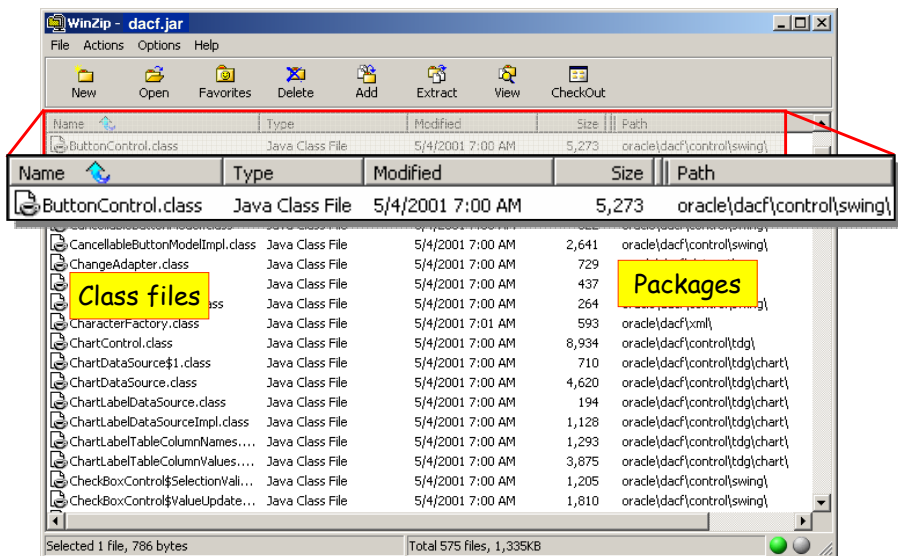 WinZip - dacf.jar
File Actions Options Help
New Open Favorites Delete Add Extract View CheckOut
Name Type Modified Size Path
ButtonControl.class Java Class File 5/4/2001 7:00 AM 5,273 oracle\dacf\control\swing\
Name Type Modified Size Path
ButtonControl.class Java Class File 5/4/2001 7:00 AM 5,273 oracle\dacf\control\swing\
CancellableButtonModelImpl.class Java Class File 5/4/2001 7:00 AM 2,641 oracle\dacf\control\swing\
ChangeAdapter.class Java Class File 5/4/2001 7:00 AM 729
Java Class File 5/4/2001 7:00 AM 437
Class files Packages
Java Class File 5/4/2001 7:00 AM 264
CharacterFactory.class Java Class File 5/4/2001 7:01 AM 593 oracle\dacf\xml\
ChartControl.class Java Class File 5/4/2001 7:00 AM 8,934 oracle\dacf\control\tdg\
ChartDataSource$1.class Java Class File 5/4/2001 7:00 AM 710 oracle\dacf\control\tdg\chart\
ChartDataSource.class Java Class File 5/4/2001 7:00 AM 4,620 oracle\dacf\control\tdg\chart\
ChartLabelDataSource.class Java Class File 5/4/2001 7:00 AM 194 oracle\dacf\control\tdg\chart\
ChartLabelDataSourceImpl.class Java Class File 5/4/2001 7:00 AM 1,128 oracle\dacf\control\tdg\chart\
ChartLabelTableColumnNames.... Java Class File 5/4/2001 7:00 AM 1,293 oracle\dacf\control\tdg\chart\
ChartLabelTableColumnValues.... Java Class File 5/4/2001 7:00 AM 3,875 oracle\dacf\control\tdg\chart\
CheckBoxControl$SelectionVali... Java Class File 5/4/2001 7:00 AM 1,205 oracle\dacf\control\swing\
CheckBoxControl$ValueUpdate... Java Class File 5/4/2001 7:00 AM 1,810 oracle\dacf\control\swing\
Selected 1 file, 786 bytes Total 575 files, 1,335KB